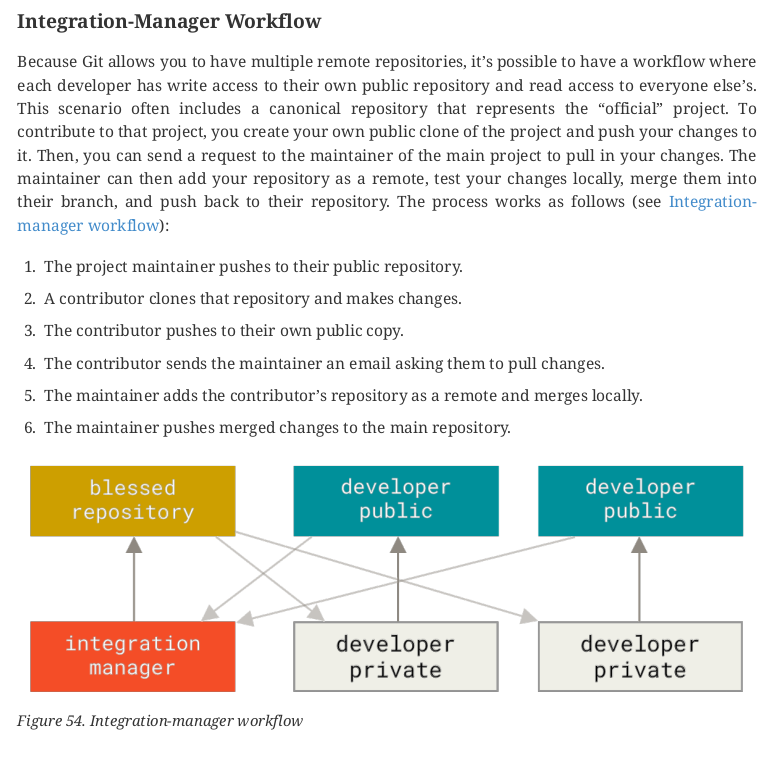 Integration-Manager Workflow
Because Git allows you to have multiple remote repositories, it’s possible to have a workflow where
each developer has write access to their own public repository and read access to everyone else’s.
This scenario often includes a canonical repository that represents the “official” project. To
contribute to that project, you create your own public clone of the project and push your changes to
it. Then, you can send a request to the maintainer of the main project to pull in your changes. The
maintainer can then add your repository as a remote, test your changes locally, merge them into
their branch, and push back to their repository. The process works as follows (see Integration-
manager workflow):
1. The project maintainer pushes to their public repository.
2. A contributor clones that repository and makes changes.
3. The contributor pushes to their own public copy.
4. The contributor sends the maintainer an email asking them to pull changes.
5. The maintainer adds the contributor’s repository as a remote and merges locally.
6. The maintainer pushes merged changes to the main repository.
blessed
repository
developer
public
developer
public
integration
manager
developer
private
developer
private
Figure 54. Integration-manager workflow